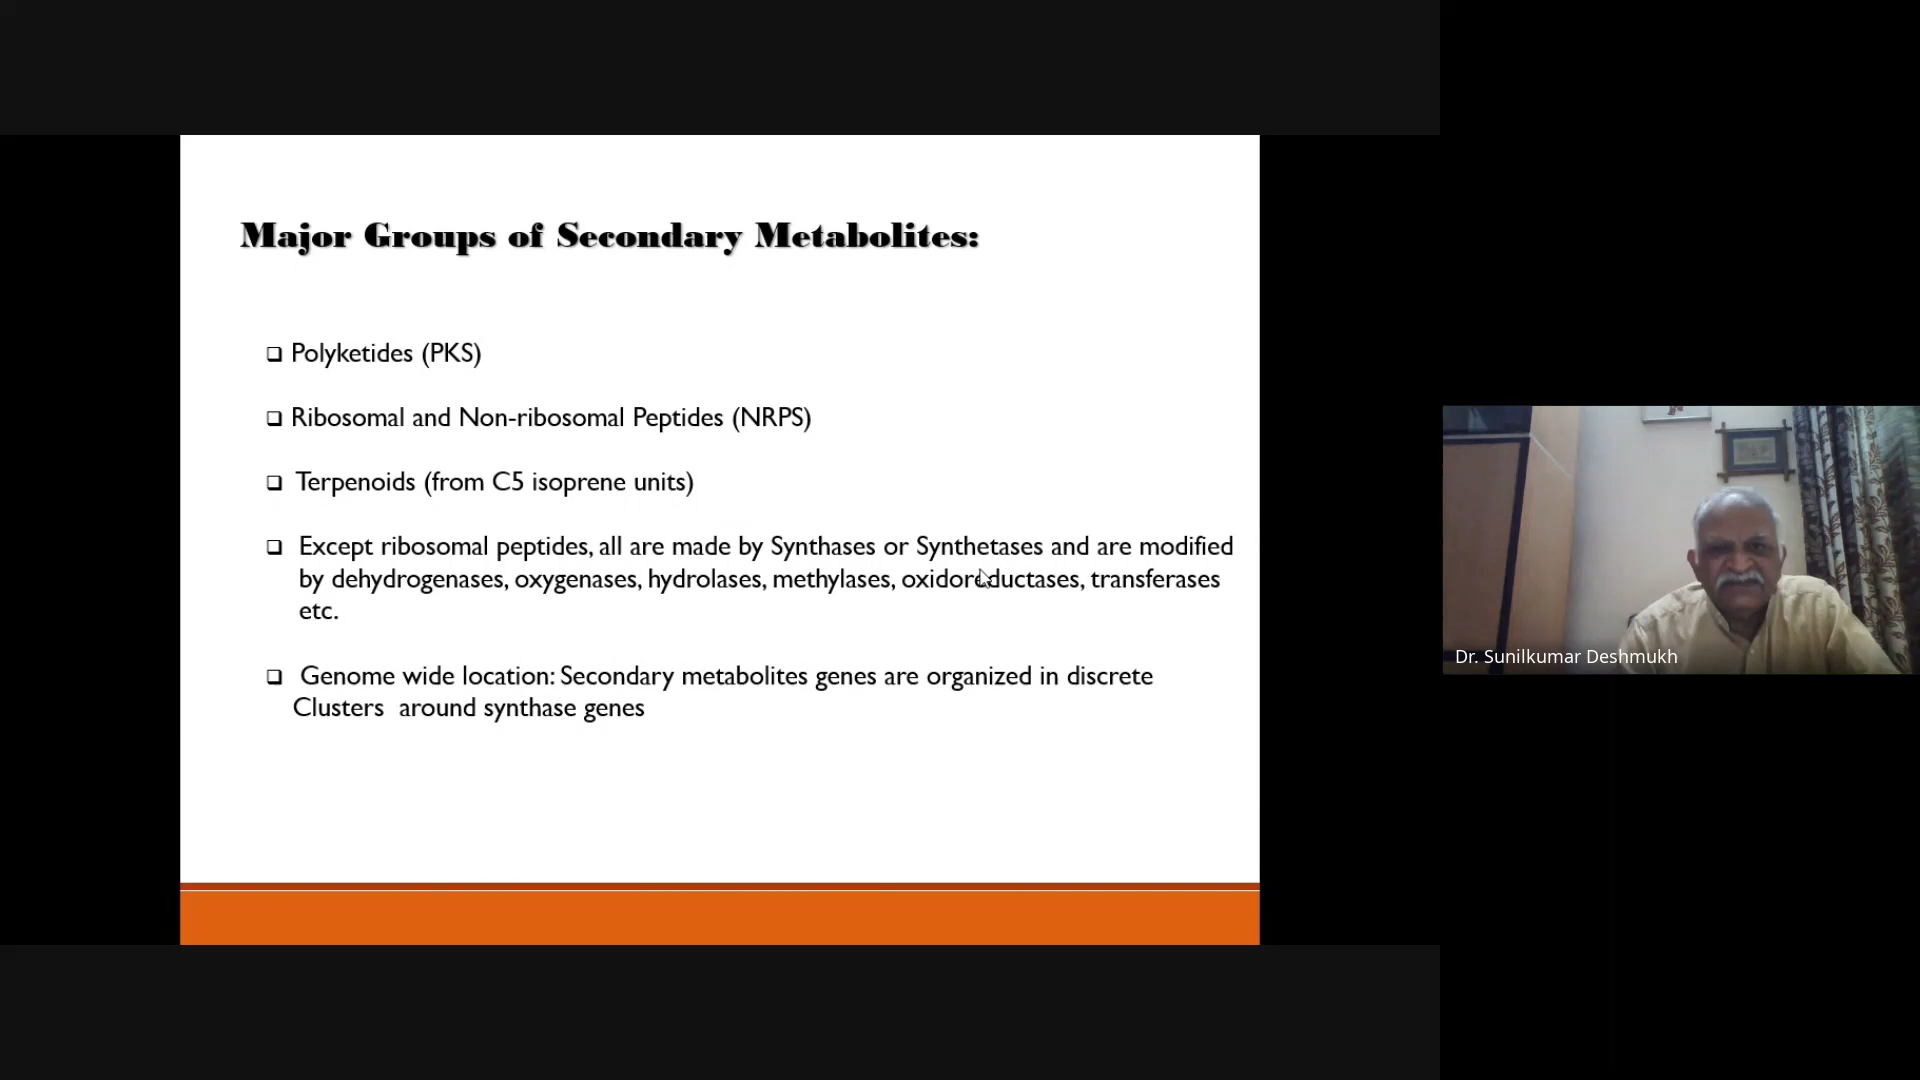 Major Groups of Secondary Metabolites:
❑ Polyketides (PKS)
❑ Ribosomal and Non-ribosomal Peptides (NRPS)
❑ Terpenoids (from C5 isoprene units)
❑ Except ribosomal peptides, all are made by Synthases or Synthetases and are modified
by dehydrogenases, oxygenases, hydrolases, methylases, oxidoreductases, transferases
etc.
❑ Genome wide location: Secondary metabolites genes are organized in discrete
Clusters around synthase genes
Dr. Sunilkumar Deshmukh